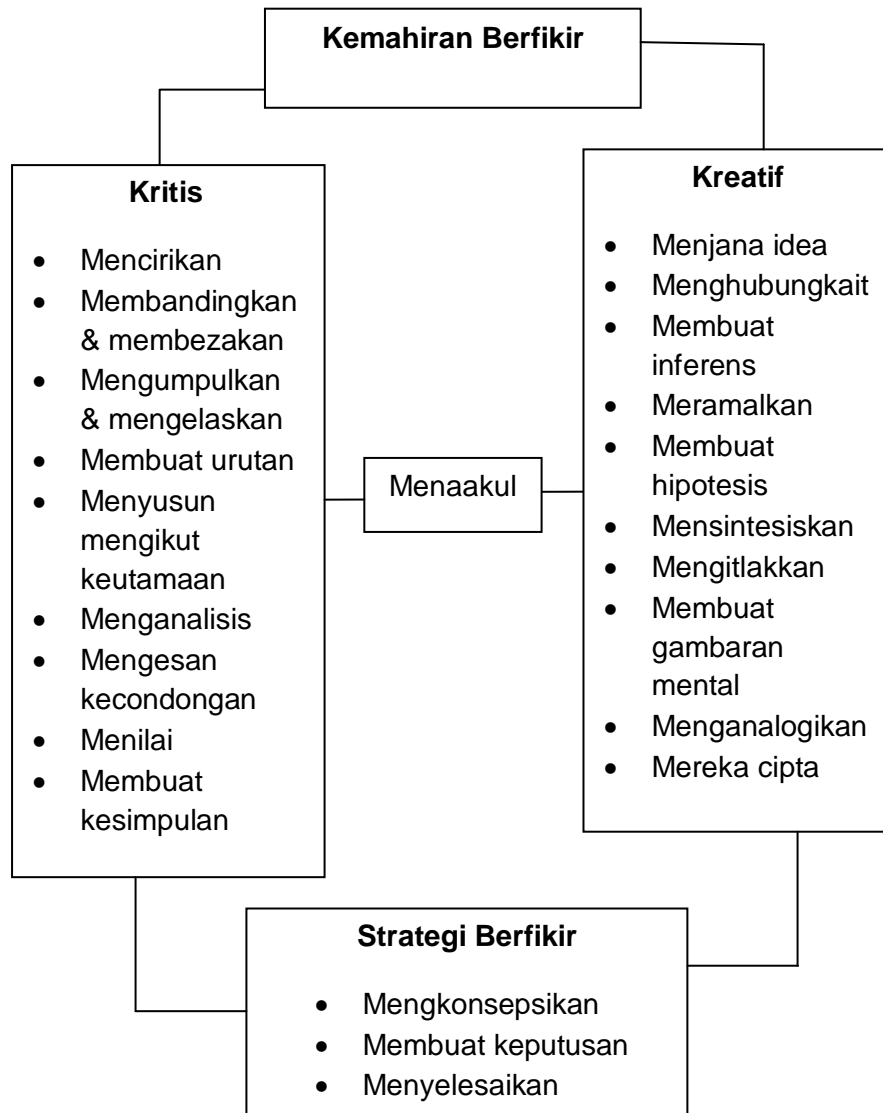 Kemahiran Berfikir
Kritis
• Mencirikan
• Membandingkan
& membezakan
• Mengumpulkan
& mengelaskan
• Membuat urutan
• Menyusun
mengikut
keutamaan
• Menganalisis
• Mengesan
kecondongan
• Menilai
• Membuat
kesimpulan
Menaakul
Kreatif
• Menjana idea
• Menghubungkait
• Membuat
inferens
• Meramalkan
• Membuat
hipotesis
• Mensintesiskan
• Mengitlakkan
• Membuat
gambaran
mental
• Menganalogikan
• Mereka cipta
Strategi Berfikir
• Mengkonsepsikan
• Membuat keputusan
• Menyelesaikan